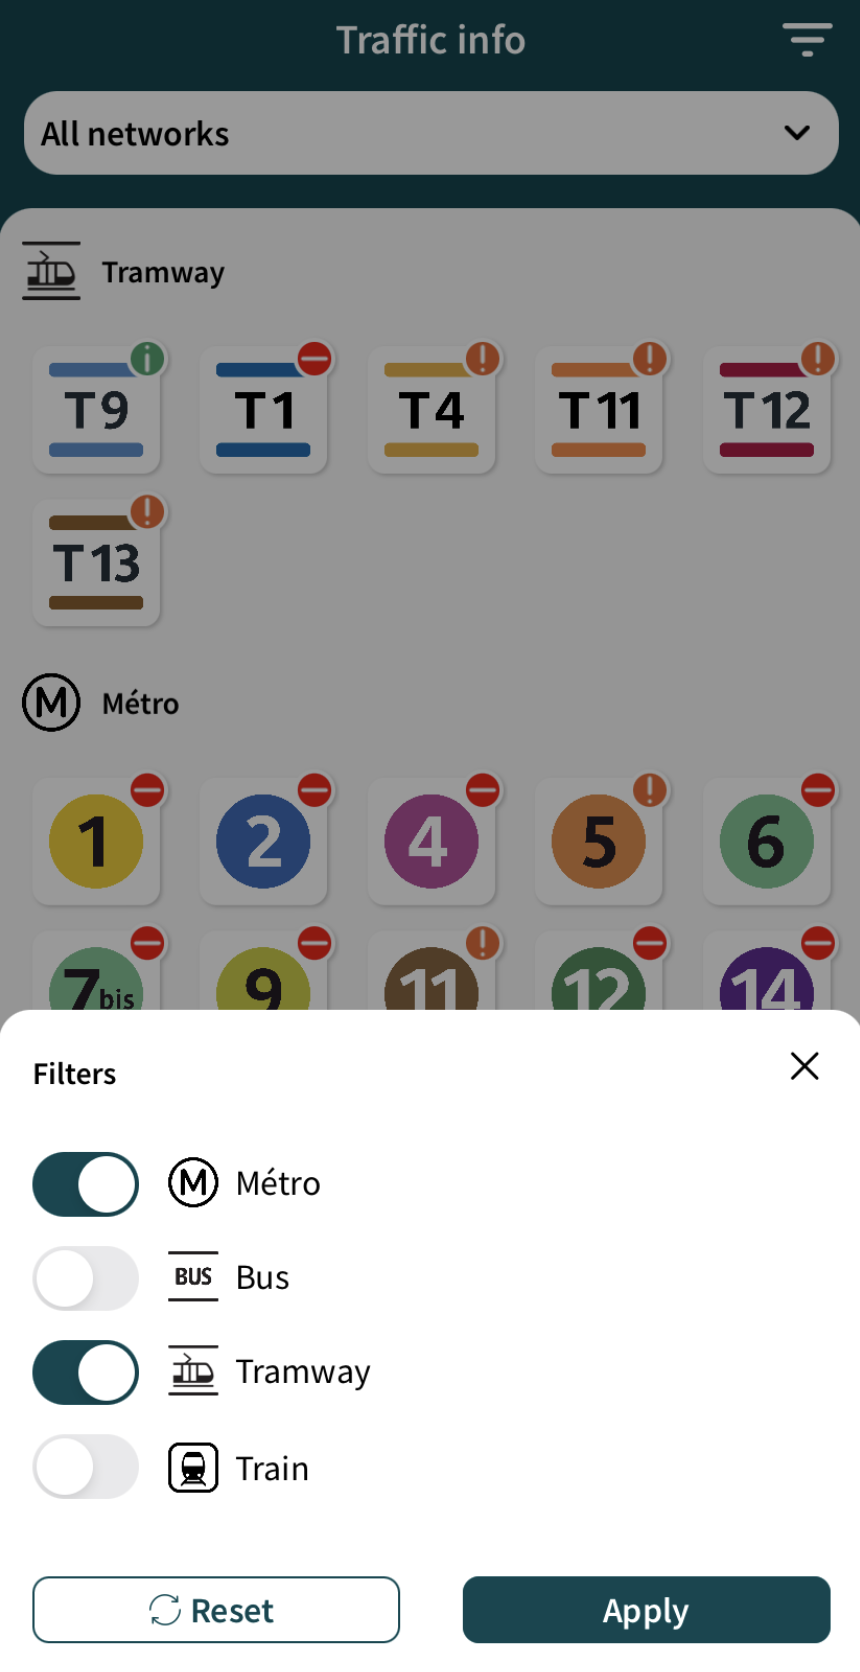 Traffic info
All networks
Tramway
T9 T1 T4 T11 T12
T13
M Métro
1 2 4 5 6
7bis 9 11 12 14
Filters
M Métro
BUS Bus
Tramway
Train
Reset Apply